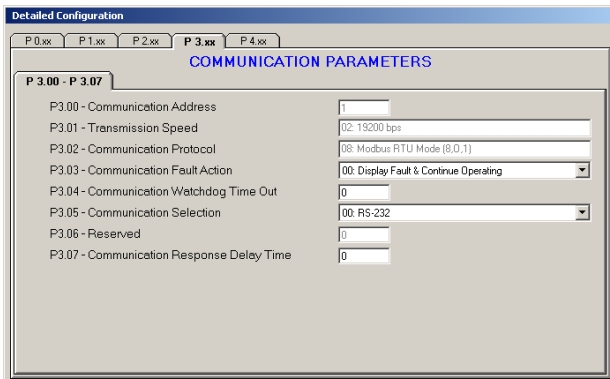 Detailed Configuration
P 0.xx P 1.xx P 2.xx P 3.xx P 4.xx
COMMUNICATION PARAMETERS
P 3.00 - P 3.07
P3.00 - Communication Address 1
P3.01 - Transmission Speed 02: 19200 bps
P3.02 - Communication Protocol 08: Modbus RTU Mode (8,O,1)
P3.03 - Communication Fault Action 00: Display Fault & Continue Operating
P3.04 - Communication Watchdog Time Out 0
P3.05 - Communication Selection 00: RS-232
P3.06 - Reserved 0
P3.07 - Communication Response Delay Time 0